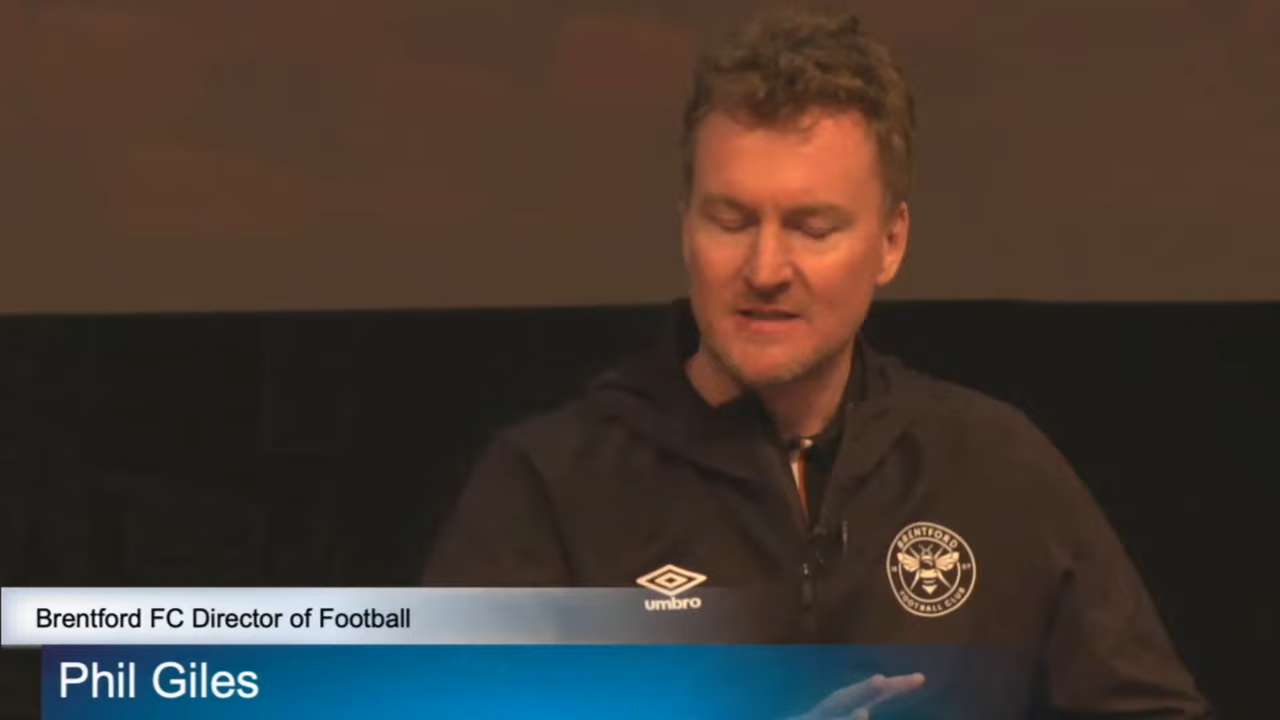 umbro
BRENTFORD
FOOTBALL CLUB
Brentford FC Director of Football
Phil Giles